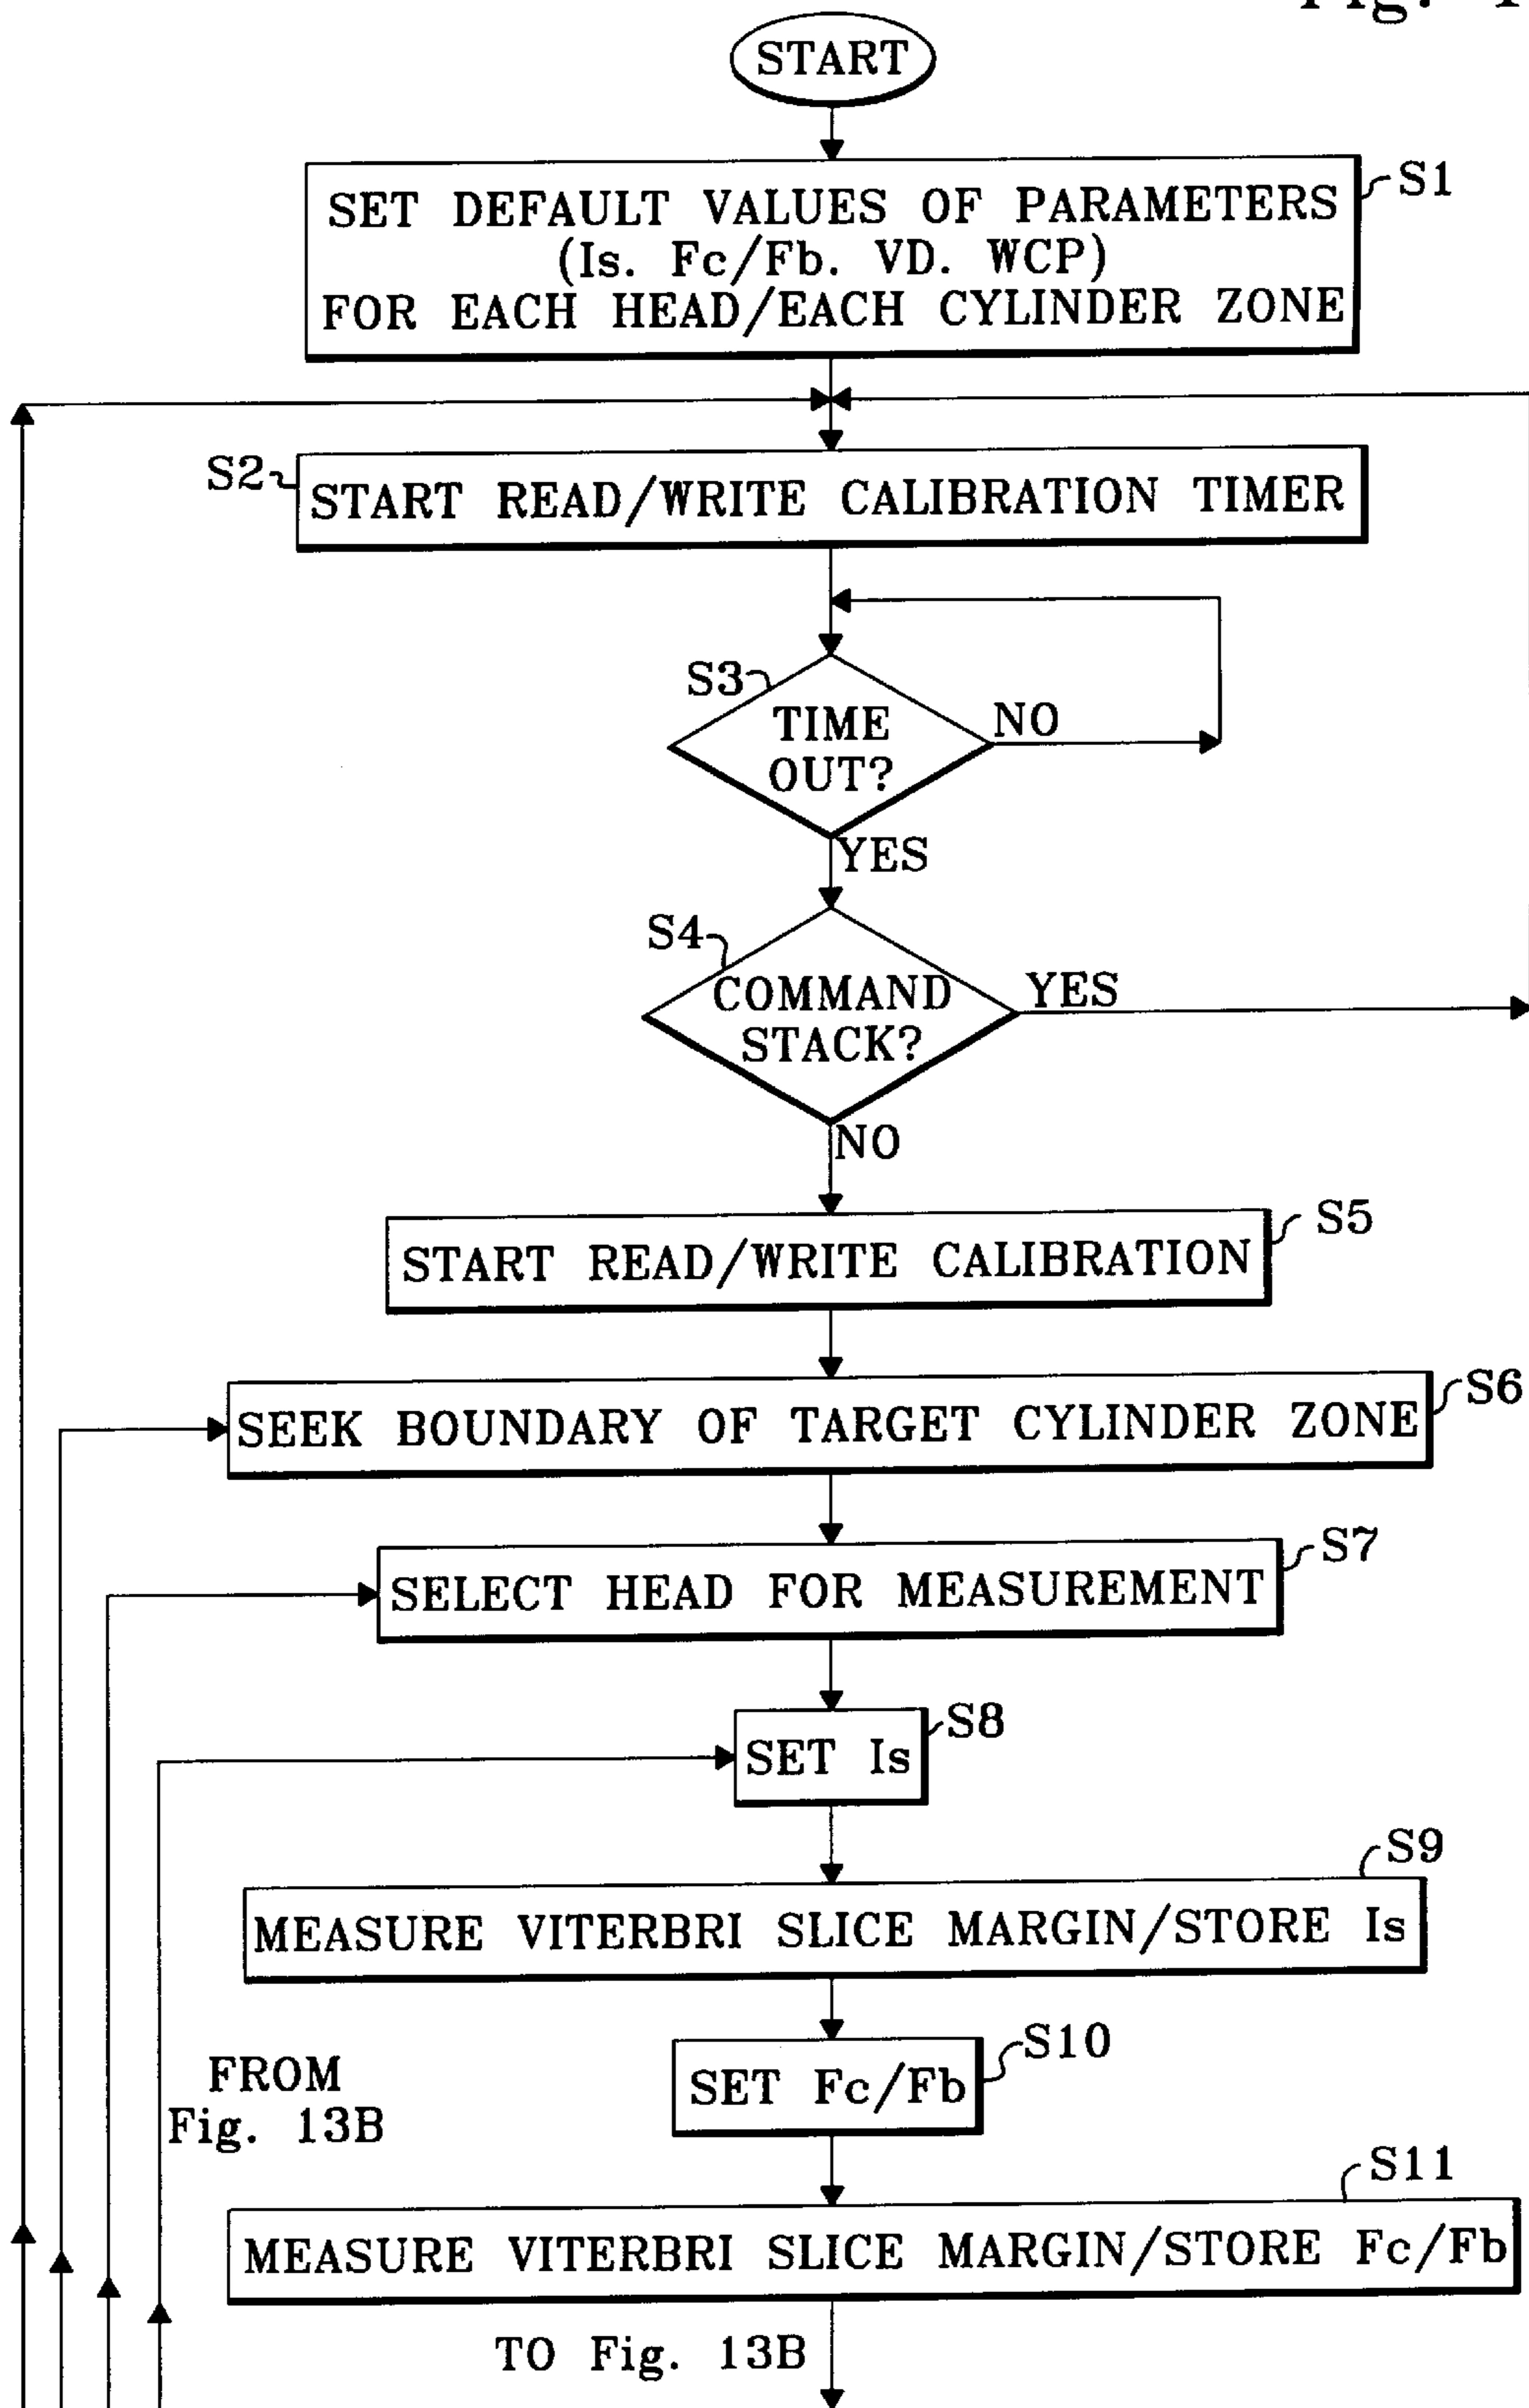 Fig. 1
START
S1
SET DEFAULT VALUES OF PARAMETERS
(Is. Fc/Fb. VD. WCP)
FOR EACH HEAD/EACH CYLINDER ZONE
S2
START READ/WRITE CALIBRATION TIMER
S3
TIME
OUT?
NO
YES
S4
COMMAND
STACK?
YES
NO
S5
START READ/WRITE CALIBRATION
S6
SEEK BOUNDARY OF TARGET CYLINDER ZONE
S7
SELECT HEAD FOR MEASUREMENT
S8
SET Is
S9
MEASURE VITERBRI SLICE MARGIN/STORE Is
S10
SET Fc/Fb
FROM
Fig. 13B
S11
MEASURE VITERBRI SLICE MARGIN/STORE Fc/Fb
TO Fig. 13B